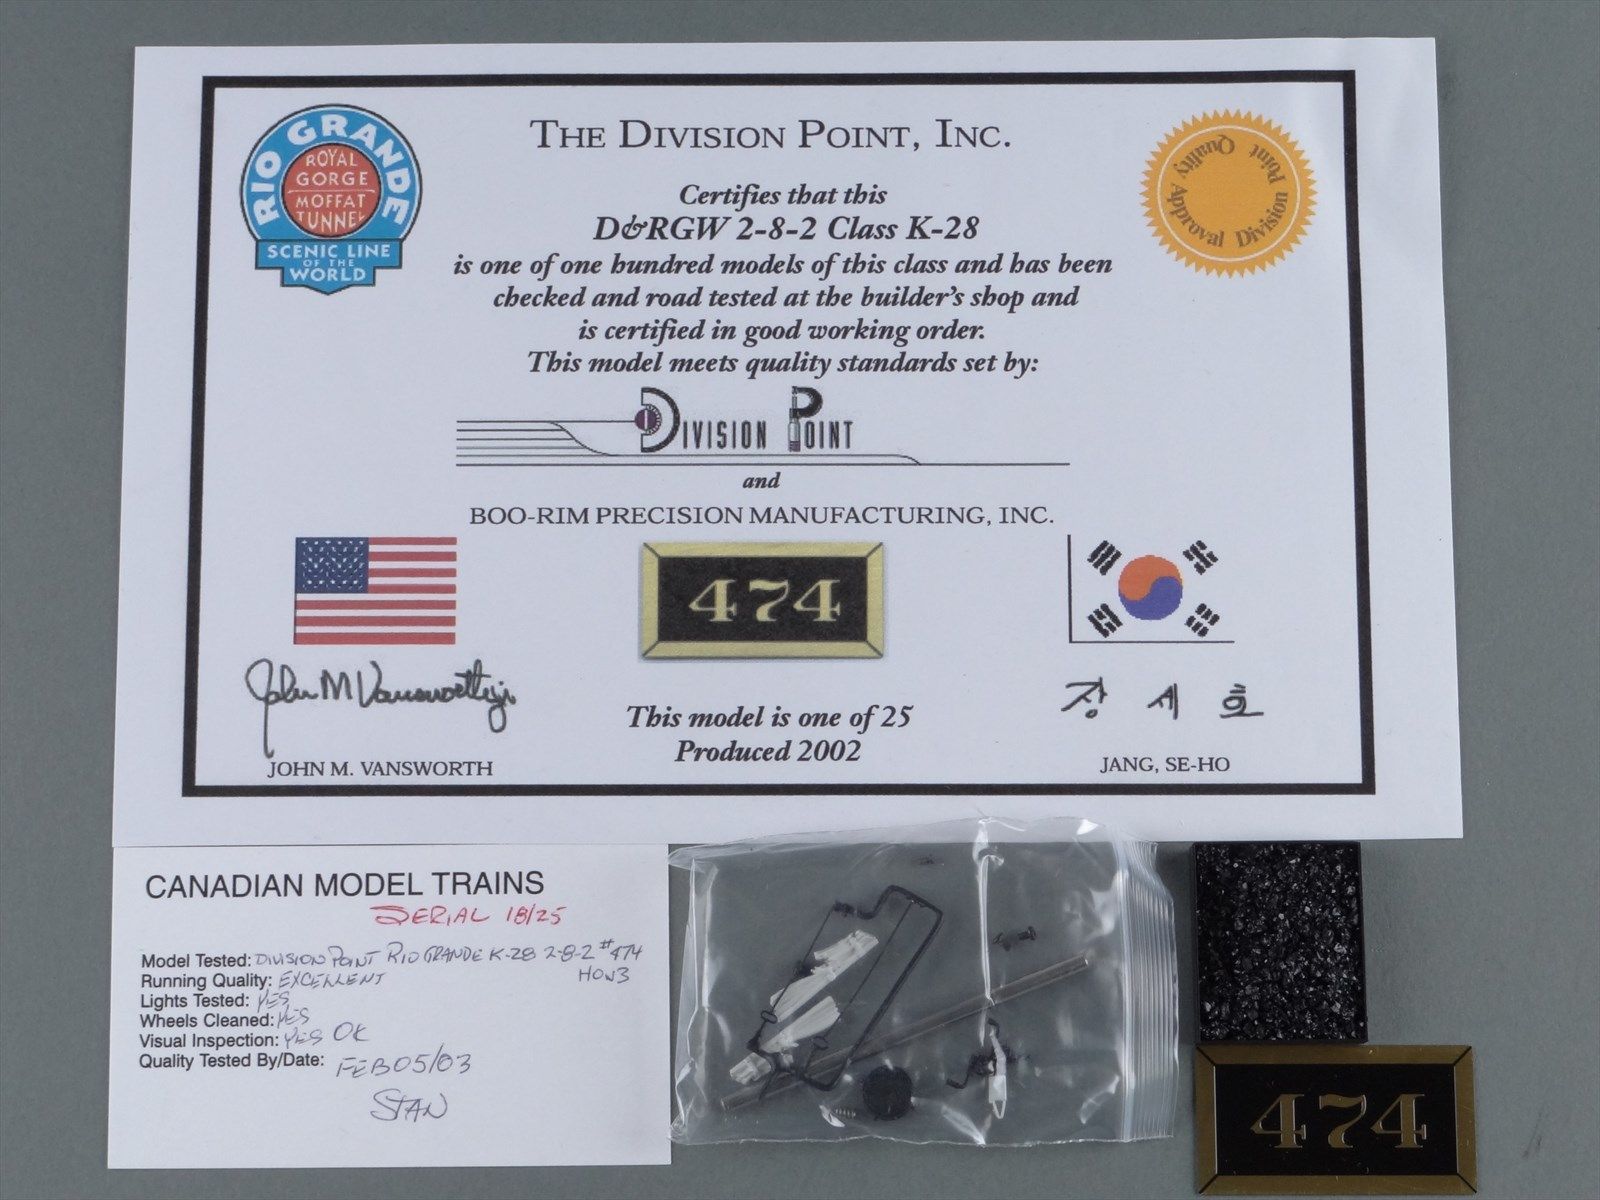 RIO GRANDE
ROYAL
GORGE
MOFFAT
TUNNEL
SCENIC LINE
OF THE
WORLD
THE DIVISION POINT, INC.
Certifies that this
D&RGW 2-8-2 Class K-28
is one of one hundred models of this class and has been
checked and road tested at the builder's shop and
is certified in good working order.
This model meets quality standards set by:
Quality Approval Division Point
DIVISION POINT
and
BOO-RIM PRECISION MANUFACTURING, INC.
474
John M Vansworth jr
장 세 호
This model is one of 25
Produced 2002
JOHN M. VANSWORTH
JANG, SE-HO
CANADIAN MODEL TRAINS
SERIAL 18/25
Model Tested: DIVISION POINT RIO GRANDE K-28 2-8-2 #474
HON3
Running Quality: EXCELLENT
Lights Tested: YES
Wheels Cleaned: YES
Visual Inspection: YES OK
Quality Tested By/Date: FEB 05/03
STAN
474